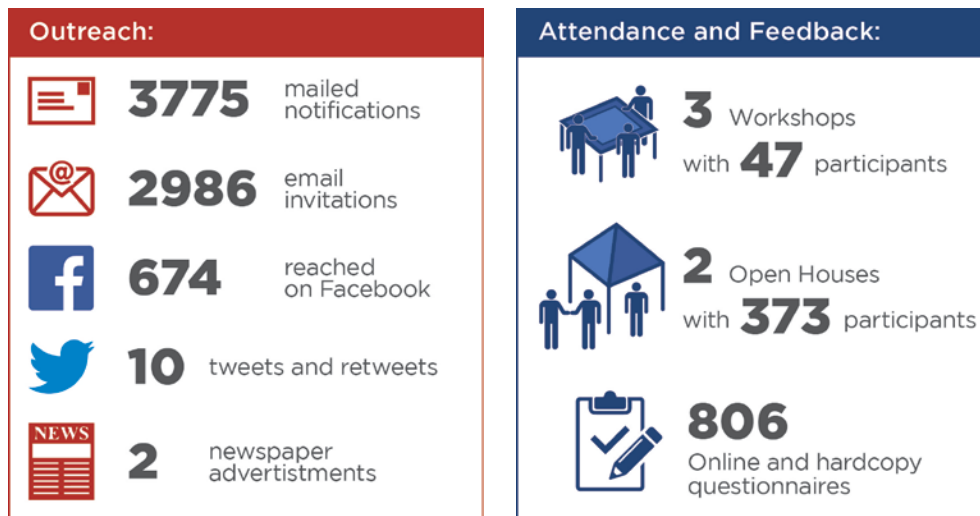 Outreach:
3775 mailed
notifications
@
2986 email
invitations
f
674 reached
on Facebook
10 tweets and retweets
NEWS
2 newspaper
advertistments
Attendance and Feedback:
3 Workshops
with 47 participants
2 Open Houses
with 373 participants
806
Online and hardcopy
questionnaires